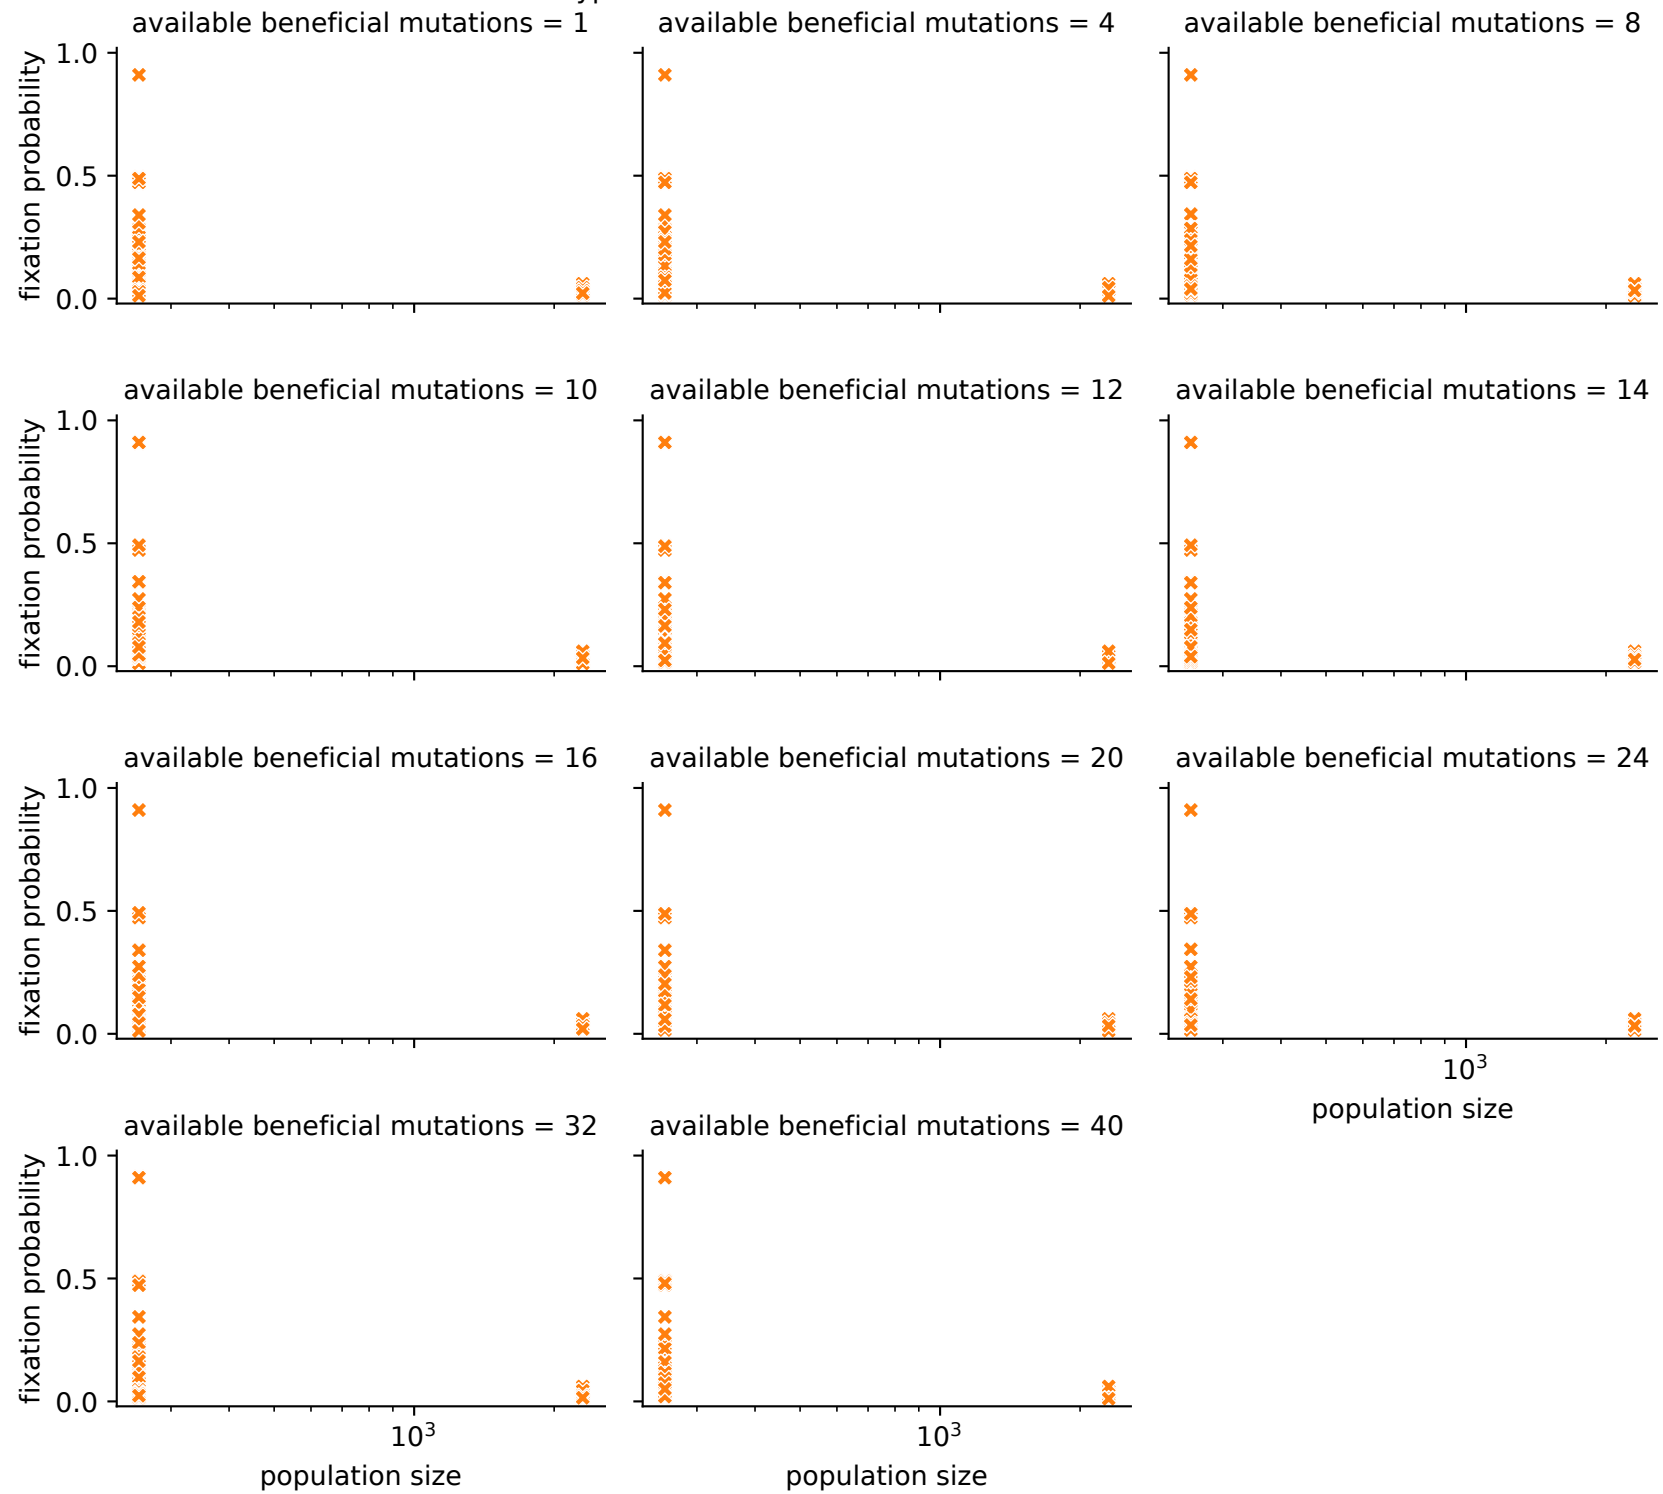 available beneficial mutations = 1
available beneficial mutations = 4
available beneficial mutations = 8
fixation probability
1.0
0.5
0.0
available beneficial mutations = 10
available beneficial mutations = 12
available beneficial mutations = 14
fixation probability
1.0
0.5
0.0
available beneficial mutations = 16
available beneficial mutations = 20
available beneficial mutations = 24
fixation probability
1.0
0.5
0.0
10³
population size
available beneficial mutations = 32
available beneficial mutations = 40
fixation probability
1.0
0.5
0.0
10³
10³
population size
population size